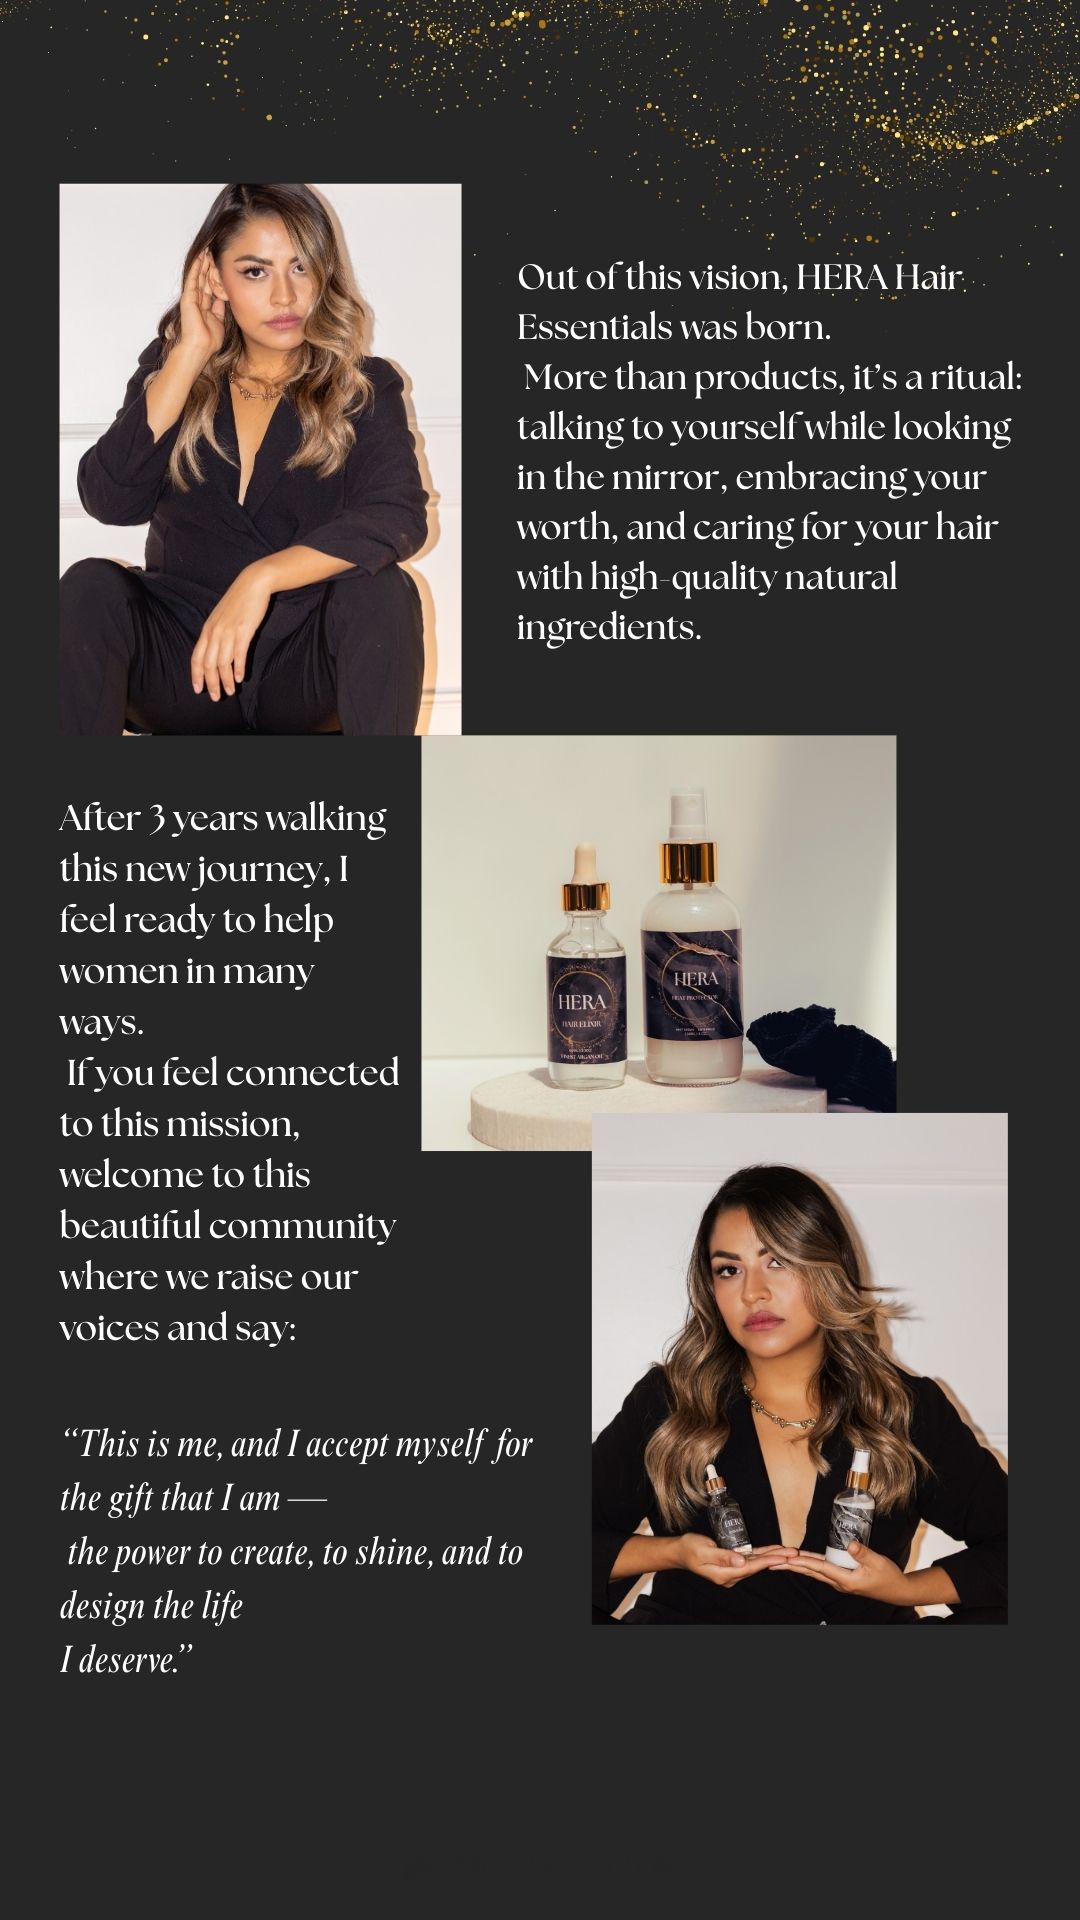 Out of this vision, HERA Hair
Essentials was born.
More than products, it's a ritual:
talking to yourself while looking
in the mirror, embracing your
worth, and caring for your hair
with high-quality natural
ingredients.
After 3 years walking
this new journey, I
feel ready to help
women in many
ways.
If you feel connected
to this mission,
welcome to this
beautiful community
where we raise our
voices and say:
“This is me, and I accept myself for
the gift that I am —
the power to create, to shine, and to
design the life
I deserve.”
HERA
HAIR ELIXIR
FINEST ARGAN OIL
HERA
HEAT PROTECTOR
HERA
HERA